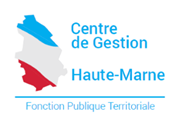 Centre
de Gestion
Haute-Marne
Fonction Publique Territoriale